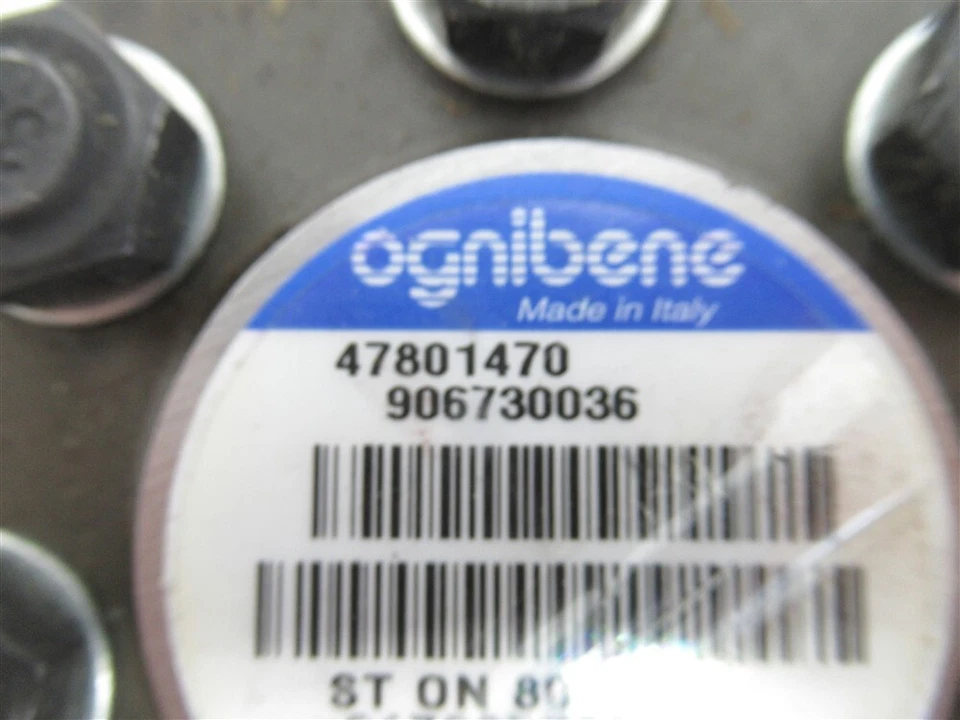 ognibene
Made in Italy
47801470
906730036
ST ON 80